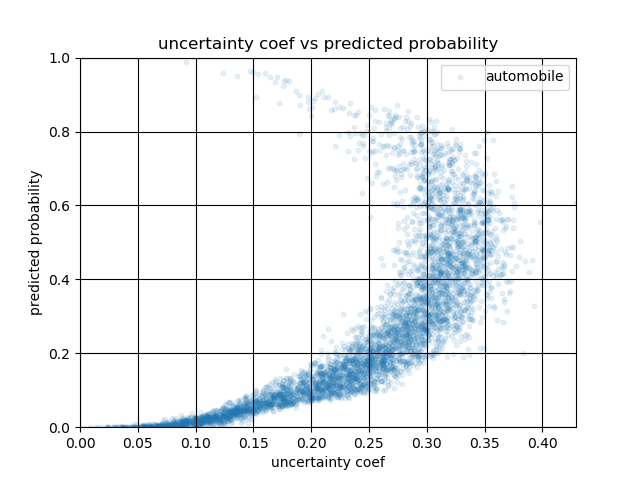 uncertainty coef vs predicted probability
automobile
predicted probability
1.0
0.8
0.6
0.4
0.2
0.0
0.00 0.05 0.10 0.15 0.20 0.25 0.30 0.35 0.40
uncertainty coef